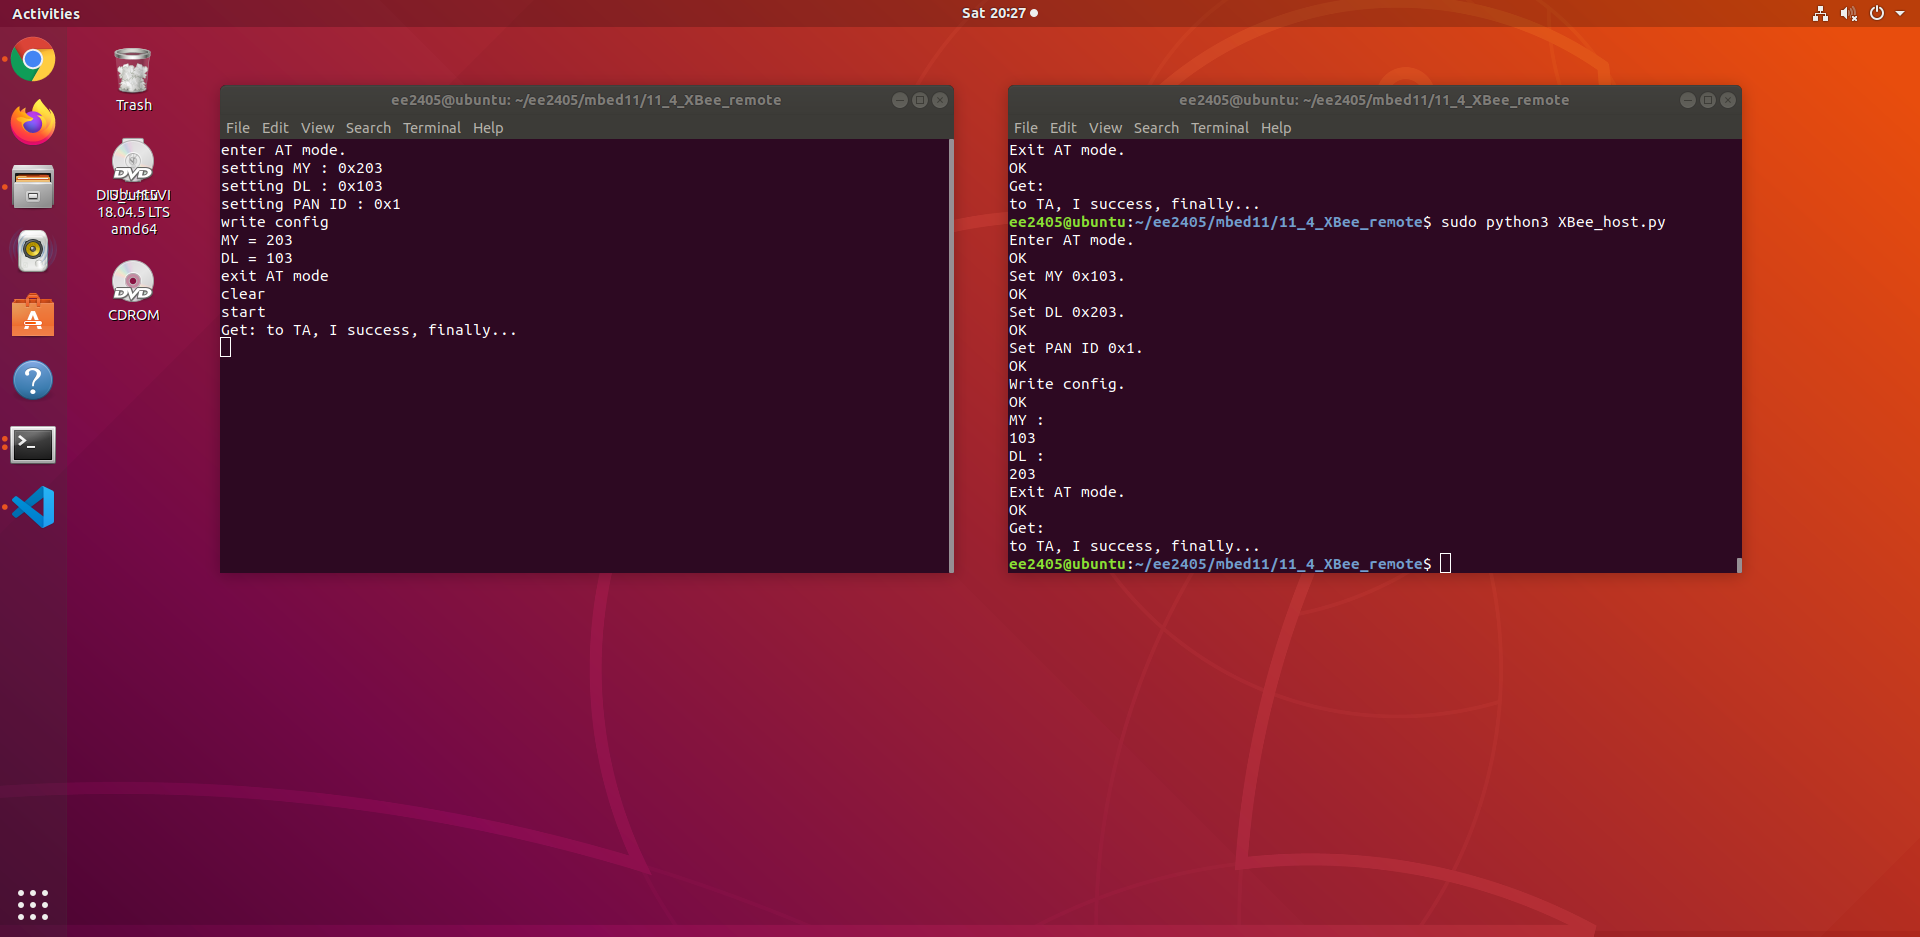 Activities
Sat 20:27
Trash
Ubuntu
18.04.5 LTS
amd64
CDROM
ee2405@ubuntu: ~/ee2405/mbed11/11_4_XBee_remote
File Edit View Search Terminal Help
enter AT mode.
setting MY : 0x203
setting DL : 0x103
setting PAN ID : 0x1
write config
MY = 203
DL = 103
exit AT mode
clear
start
Get: to TA, I success, finally...
ee2405@ubuntu: ~/ee2405/mbed11/11_4_XBee_remote
File Edit View Search Terminal Help
Exit AT mode.
OK
Get:
to TA, I success, finally...
ee2405@ubuntu:~/ee2405/mbed11/11_4_XBee_remote$ sudo python3 XBee_host.py
Enter AT mode.
OK
Set MY 0x103.
OK
Set DL 0x203.
OK
Set PAN ID 0x1.
OK
Write config.
OK
MY :
103
DL :
203
Exit AT mode.
OK
Get:
to TA, I success, finally...
ee2405@ubuntu:~/ee2405/mbed11/11_4_XBee_remote$